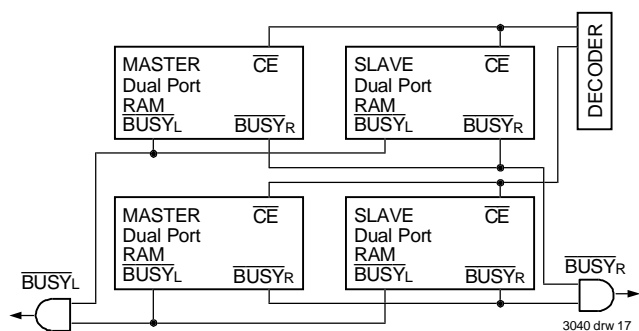 MASTER
Dual Port
RAM
BUSYL
CE
BUSYR
SLAVE
Dual Port
RAM
BUSYL
CE
BUSYR
DECODER
MASTER
Dual Port
RAM
BUSYL
CE
BUSYR
SLAVE
Dual Port
RAM
BUSYL
CE
BUSYR
BUSYL
BUSYR
3040 drw 17